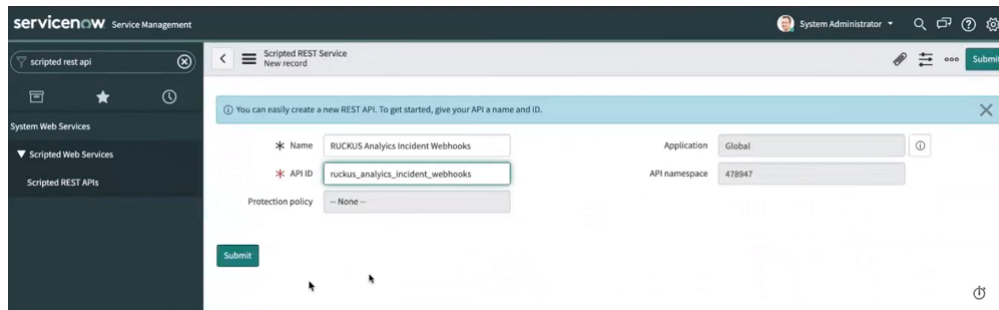 servicenow Service Management
System Administrator
scripted rest api
Scripted REST Service
New record
Submi
You can easily create a new REST API. To get started, give your API a name and ID.
System Web Services
Name RUCKUS Analyics Incident Webhooks
Application Global
Scripted Web Services
API ID ruckus_analyics_incident_webhooks
API namespace 478947
Scripted REST APIs
Protection policy -- None --
Submit